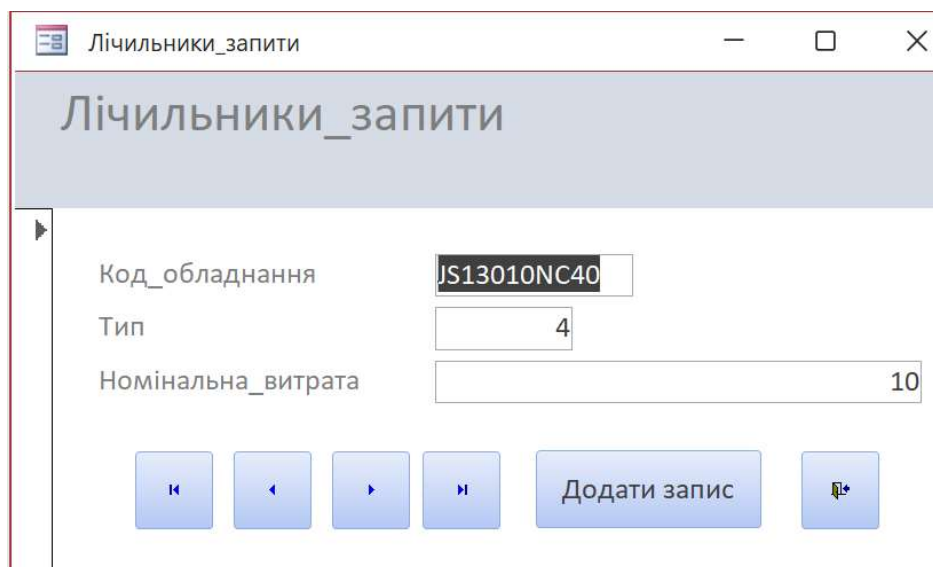 Лічильники_запити
Лічильники_запити
Код_обладнання JS13010NC40
Тип 4
Номінальна_витрата 10
Додати запис